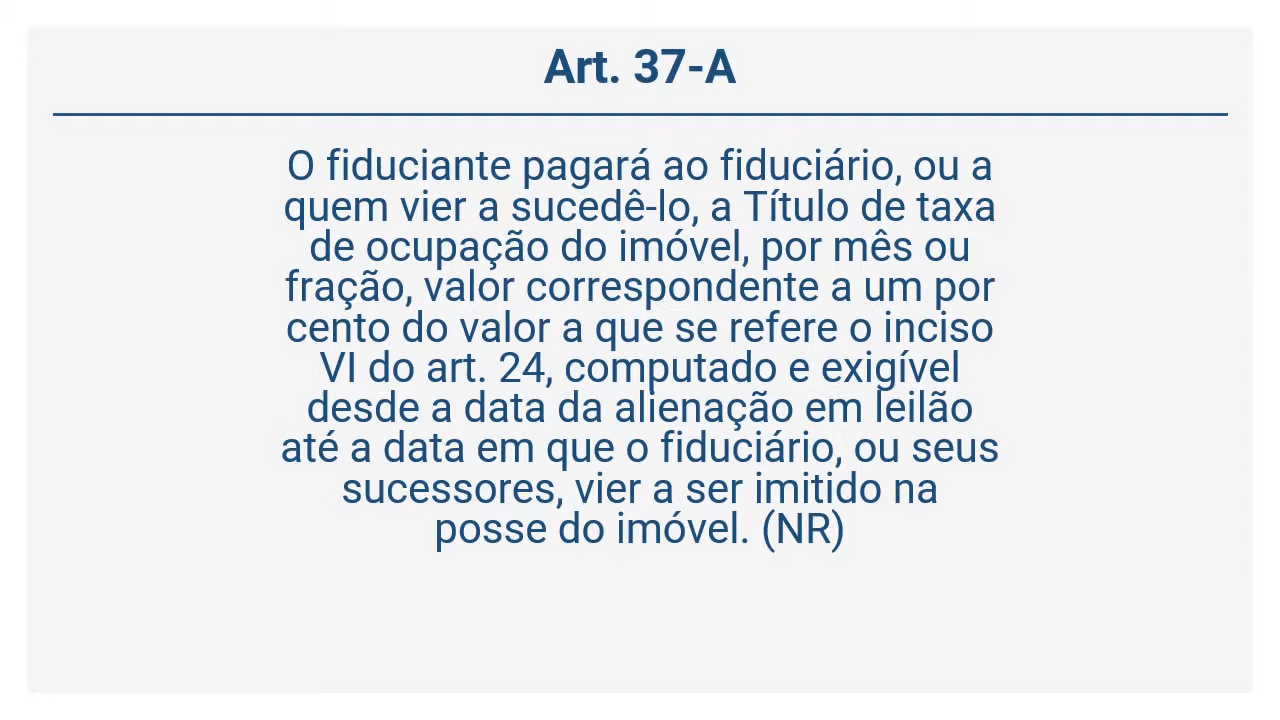 Art. 37-A
O fiduciante pagará ao fiduciário, ou a
quem vier a sucedê-lo, a Título de taxa
de ocupação do imóvel, por mês ou
fração, valor correspondente a um por
cento do valor a que se refere o inciso
VI do art. 24, computado e exigível
desde a data da alienação em leilão
até a data em que o fiduciário, ou seus
sucessores, vier a ser imitido na
posse do imóvel. (NR)